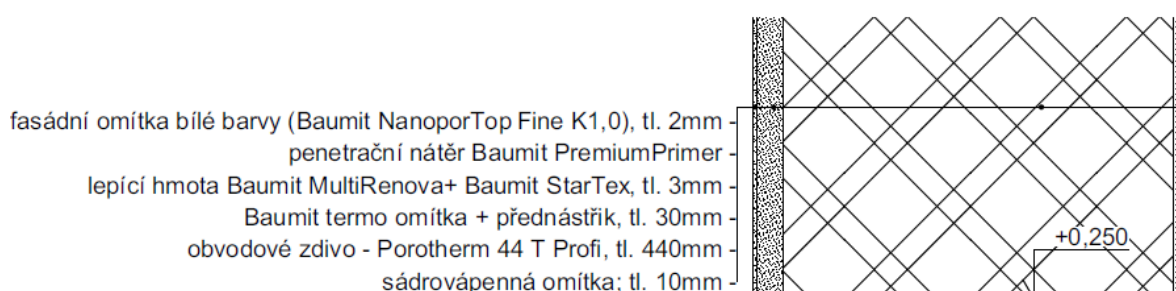 fasádní omítka bílé barvy (Baumit NanoporTop Fine K1,0), tl. 2mm -
penetrační nátěr Baumit PremiumPrimer -
lepící hmota Baumit MultiRenova+ Baumit StarTex, tl. 3mm -
Baumit termo omítka + přednástřik, tl. 30mm -
obvodové zdivo - Porotherm 44 T Profi, tl. 440mm -
+0,250
sádrovápenná omítka; tl. 10mm -